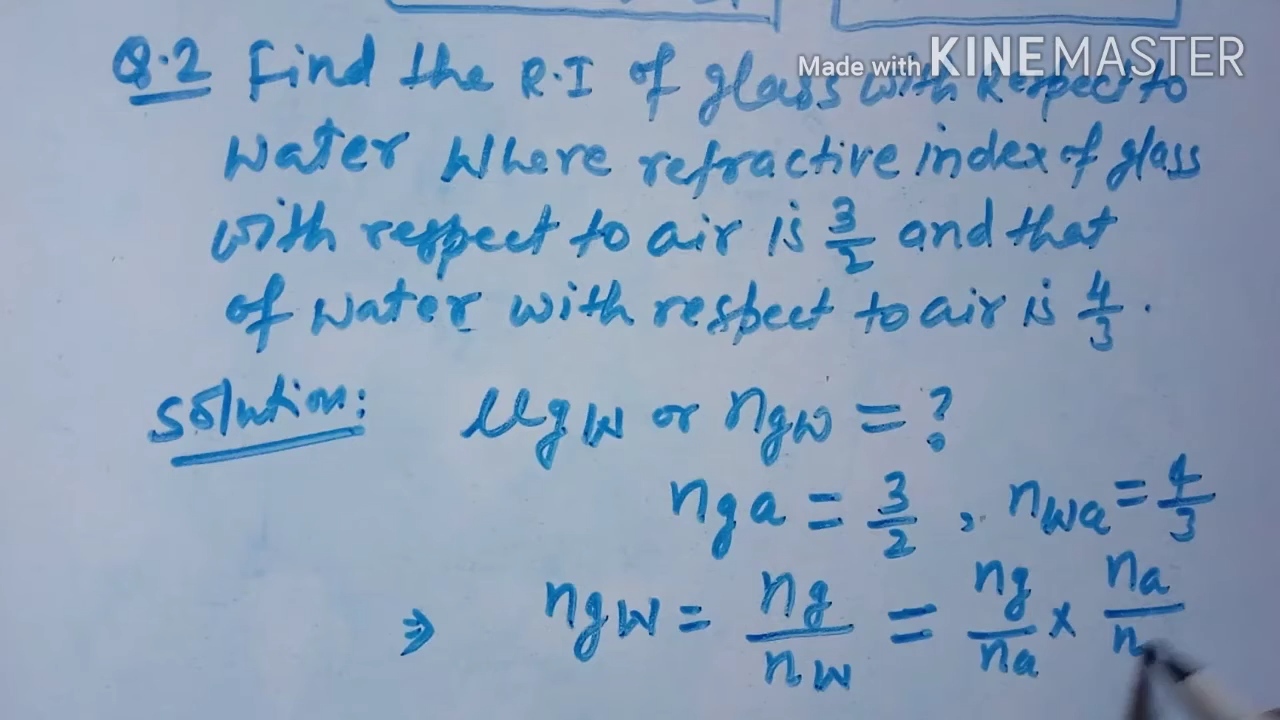 Made with KINEMASTER
Q.2 Find the R.I of glass with Respect to
water Where refractive index of glass
with respect to air is 3/2 and that
of water with respect to air is 4/3.
Solution: μgw or ngw = ?
nga = 3/2, nwa = 4/3
⇒ ngw = ng/nw = ng/na × na/n